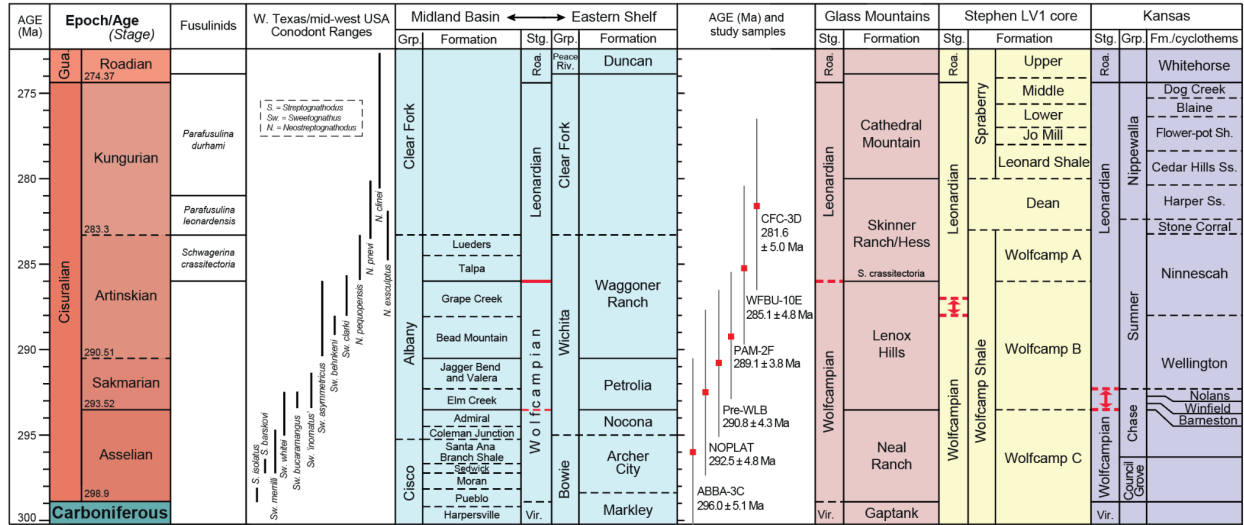 AGE
(Ma)
Epoch/Age
(Stage)
Fusulinids
W. Texas/mid-west USA
Conodont Ranges
Midland Basin
Eastern Shelf
Grp.
Formation
Stg.
Grp.
Formation
AGE (Ma) and
study samples
Glass Mountains
Stg.
Formation
Stephen LV1 core
Stg.
Formation
Kansas
Stg.
Grp.
Fm./cyclothems
275
280
285
290
295
300
Gua.
Roadian
274.37
Cisuralian
Kungurian
283.3
Artinskian
290.51
Sakmarian
293.52
Asselian
298.9
Carboniferous
Parafusulina
durhami
Parafusulina
leonardensis
Schwagerina
crassitectoria
S. = Streptognathodus
Sw. = Sweetognathus
N. = Neostreptognathodus
S. isolatus
Sw. merrilli
S. barskovi
Sw. whitei
Sw. bucaramangus
Sw. 'inornatus'
Sw. asymmetricus
Sw. behnkeni
Sw. clarki
N. pequopensis
N. pnevi
N. clinei
N. exsculptus
Clear Fork
Albany
Cisco
Lueders
Talpa
Grape Creek
Bead Mountain
Jagger Bend
and Valera
Elm Creek
Admiral
Coleman Junction
Santa Ana
Branch Shale
Sedwick
Moran
Pueblo
Harpersville
Roa.
Leonardian
Wolfcampian
Vir.
Peace
Riv.
Clear Fork
Wichita
Bowie
Duncan
Waggoner
Ranch
Petrolia
Nocona
Archer
City
Markley
CFC-3D
281.6
± 5.0 Ma
WFBU-10E
285.1 ± 4.8 Ma
PAM-2F
289.1 ± 3.8 Ma
Pre-WLB
290.8 ± 4.3 Ma
NOPLAT
292.5 ± 4.8 Ma
ABBA-3C
296.0 ± 5.1 Ma
Roa.
Leonardian
Wolfcampian
Vir.
Cathedral
Mountain
Skinner
Ranch/Hess
S. crassitectoria
Lenox
Hills
Neal
Ranch
Gaptank
Roa.
Leonardian
Wolfcampian
Vir.
Spraberry
Wolfcamp Shale
Upper
Middle
Lower
Jo Mill
Leonard Shale
Dean
Wolfcamp A
Wolfcamp B
Wolfcamp C
Roa.
Leonardian
Wolfcampian
Vir.
Nippewalla
Sumner
Chase
Council
Grove
Whitehorse
Dog Creek
Blaine
Flower-pot Sh.
Cedar Hills Ss.
Harper Ss.
Stone Corral
Ninnescah
Wellington
Nolans
Winfield
Barneston